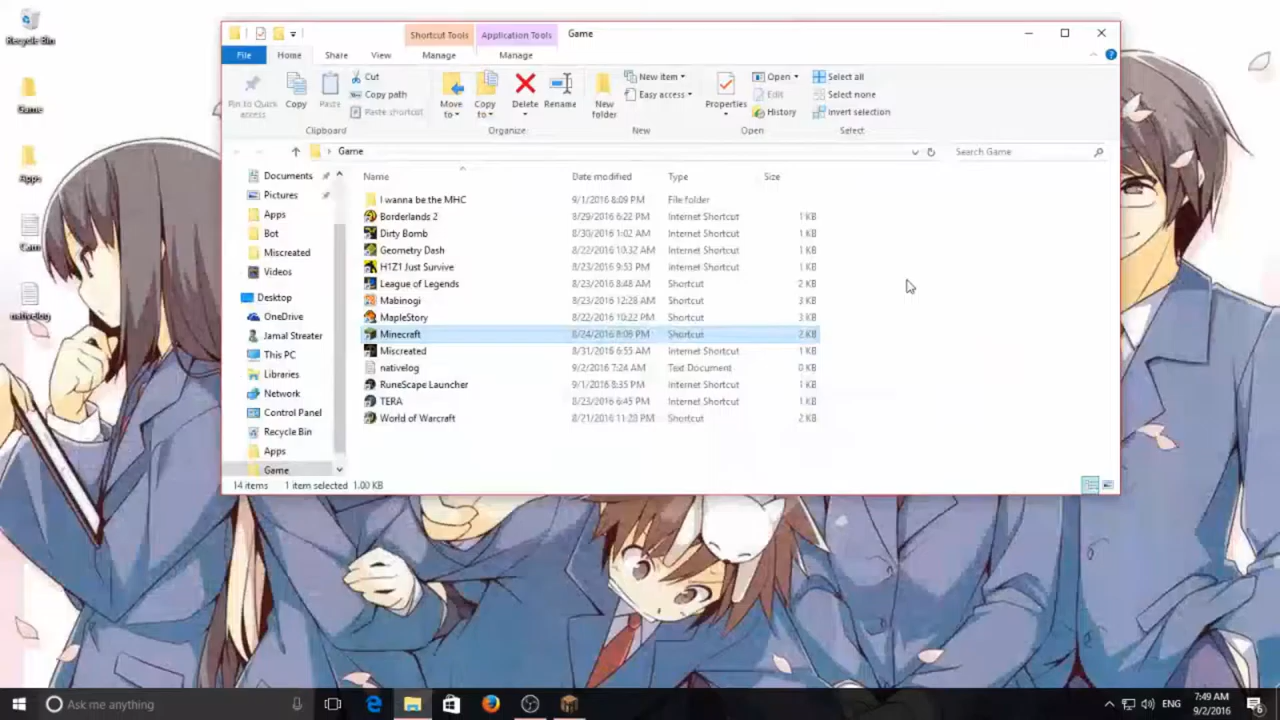 Recycle Bin
Game
Apps
Cam
nativelog
Shortcut Tools
Application Tools
Game
File
Home
Share
View
Manage
Manage
Pin to Quick access
Copy
Paste
Cut
Copy path
Paste shortcut
Clipboard
Move to
Copy to
Delete
Rename
Organize
New folder
New item
Easy access
New
Properties
Open
Edit
History
Open
Select all
Select none
Invert selection
Select
Game
Search Game
Documents
Pictures
Apps
Bot
Miscreated
Videos
Desktop
OneDrive
Jamal Streater
This PC
Libraries
Network
Control Panel
Recycle Bin
Apps
Game
Name Date modified Type Size
I wanna be the MHC 9/1/2016 8:09 PM File folder
Borderlands 2 8/29/2016 6:22 PM Internet Shortcut 1 KB
Dirty Bomb 8/30/2016 1:02 AM Internet Shortcut 1 KB
Geometry Dash 8/22/2016 10:37 AM Internet Shortcut 1 KB
H1Z1 Just Survive 8/23/2016 9:53 PM Internet Shortcut 1 KB
League of Legends 8/23/2016 8:48 AM Shortcut 2 KB
Mabinogi 8/23/2016 12:28 AM Shortcut 3 KB
MapleStory 8/22/2016 10:22 PM Shortcut 3 KB
Minecraft 8/24/2016 8:08 PM Shortcut 2 KB
Miscreated 8/31/2016 6:55 AM Internet Shortcut 1 KB
nativelog 9/2/2016 7:24 AM Text Document 0 KB
RuneScape Launcher 9/1/2016 8:35 PM Internet Shortcut 1 KB
TERA 8/23/2016 6:45 PM Internet Shortcut 1 KB
World of Warcraft 8/21/2016 11:28 PM Shortcut 2 KB
14 items 1 item selected 1.00 KB
Ask me anything
ENG
7:49 AM
9/2/2016
6